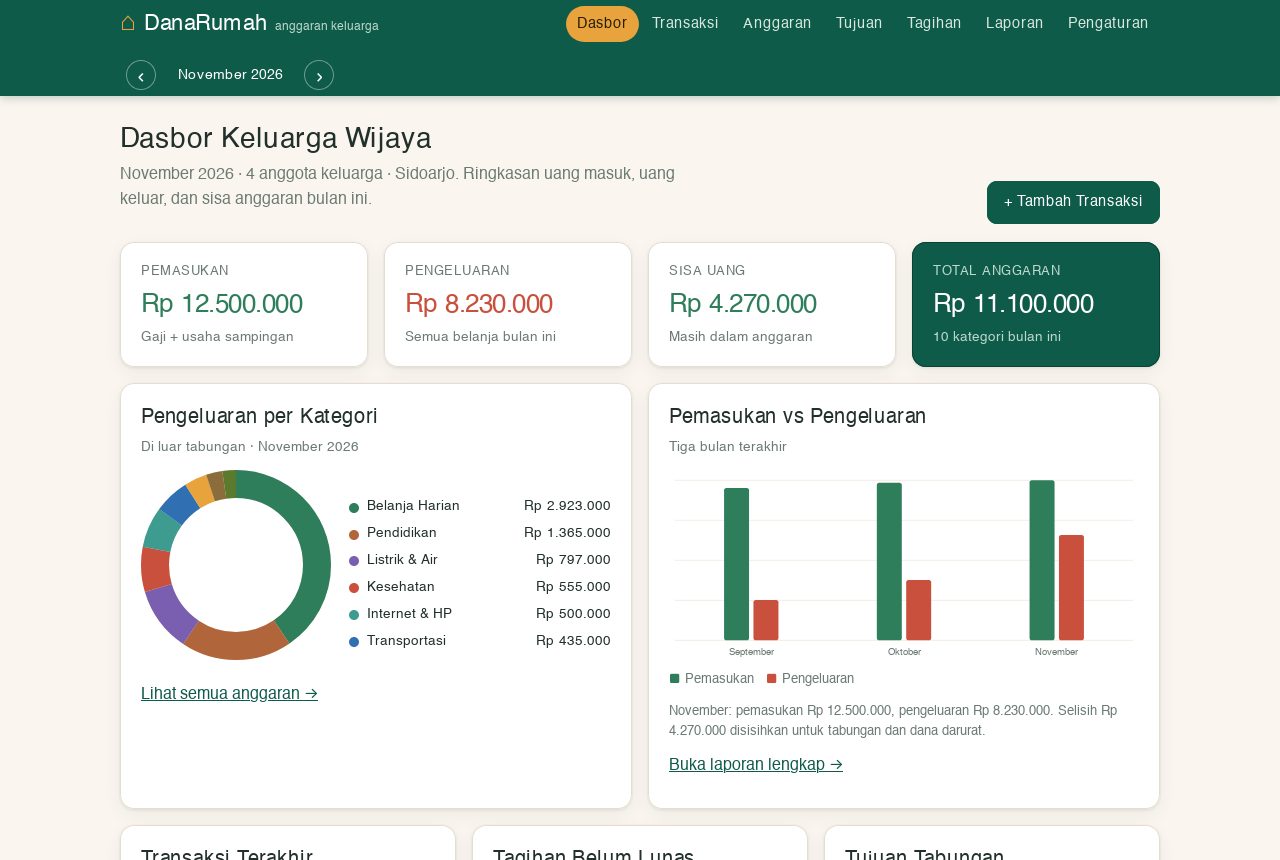 DanaRumah anggaran keluarga
Dasbor Transaksi Anggaran Tujuan Tagihan Laporan Pengaturan
‹ November 2026 ›
Dasbor Keluarga Wijaya
November 2026 · 4 anggota keluarga · Sidoarjo. Ringkasan uang masuk, uang
keluar, dan sisa anggaran bulan ini.
+ Tambah Transaksi
PEMASUKAN
Rp 12.500.000
Gaji + usaha sampingan
PENGELUARAN
Rp 8.230.000
Semua belanja bulan ini
SISA UANG
Rp 4.270.000
Masih dalam anggaran
TOTAL ANGGARAN
Rp 11.100.000
10 kategori bulan ini
Pengeluaran per Kategori
Di luar tabungan · November 2026
Belanja Harian Rp 2.923.000
Pendidikan Rp 1.365.000
Listrik & Air Rp 797.000
Kesehatan Rp 555.000
Internet & HP Rp 500.000
Transportasi Rp 435.000
Lihat semua anggaran →
Pemasukan vs Pengeluaran
Tiga bulan terakhir
September Oktober November
Pemasukan Pengeluaran
November: pemasukan Rp 12.500.000, pengeluaran Rp 8.230.000. Selisih Rp
4.270.000 disisihkan untuk tabungan dan dana darurat.
Buka laporan lengkap →
Transaksi Terakhir
Tagihan Belum Lunas
Tujuan Tabungan